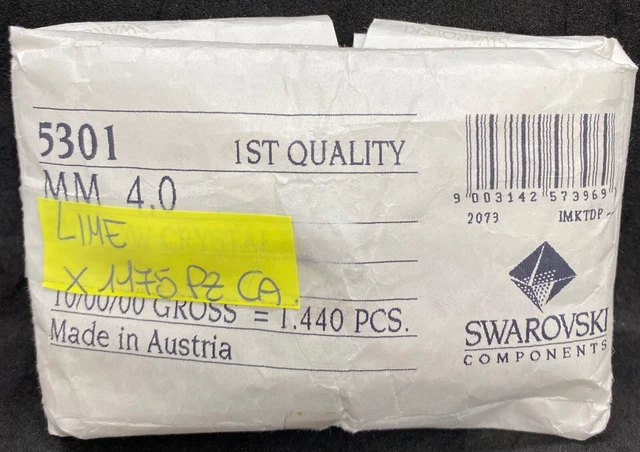 5301
1ST QUALITY
MM 4.0
LIME
CRYSTAL
X 1175 PZ CA.
10/00/00 GROSS = 1.440 PCS.
Made in Austria
9 003142 573969
2073 IMKTDP --
SWAROVSKI
COMPONENTS